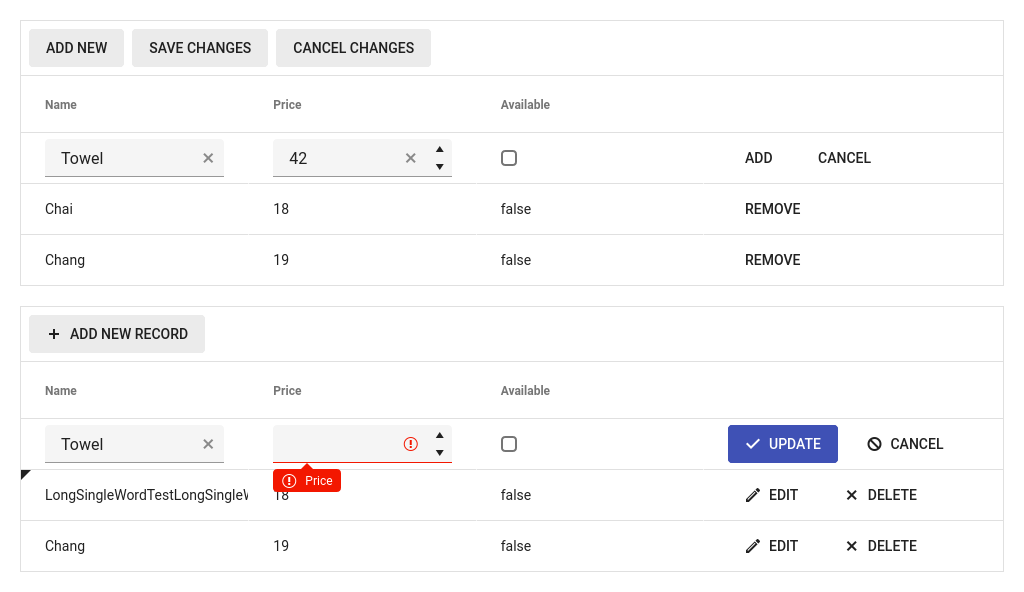 ADD NEW SAVE CHANGES CANCEL CHANGES
Name Price Available
Towel 42 ADD CANCEL
Chai 18 false REMOVE
Chang 19 false REMOVE
ADD NEW RECORD
Name Price Available
Towel UPDATE CANCEL
Price
LongSingleWordTestLongSingle 18 false EDIT DELETE
Chang 19 false EDIT DELETE